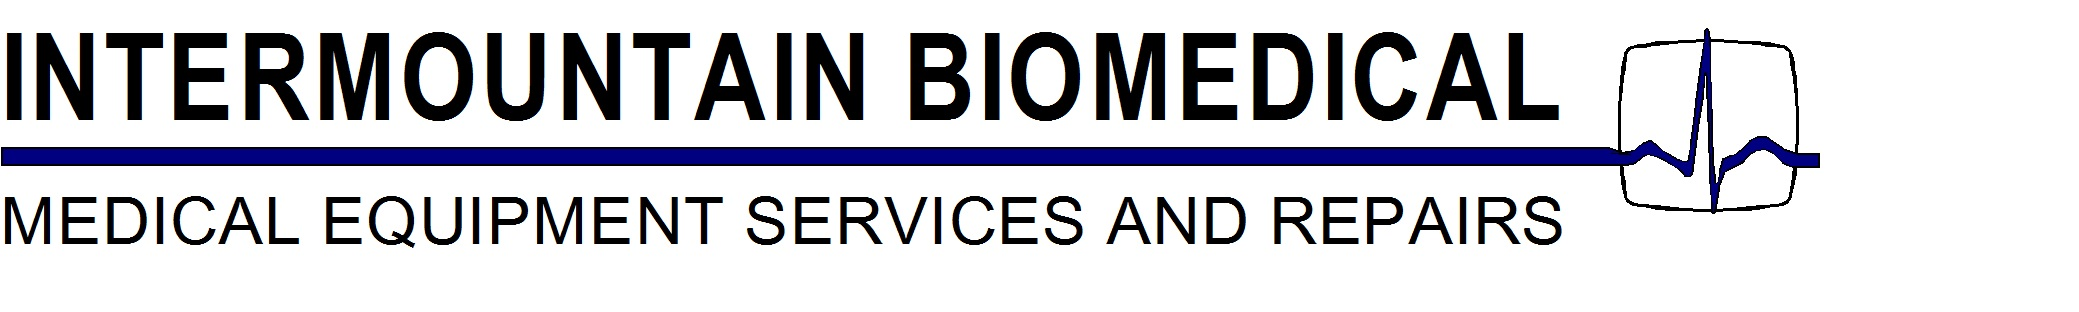 INTERMOUNTAIN BIOMEDICAL
MEDICAL EQUIPMENT SERVICES AND REPAIRS